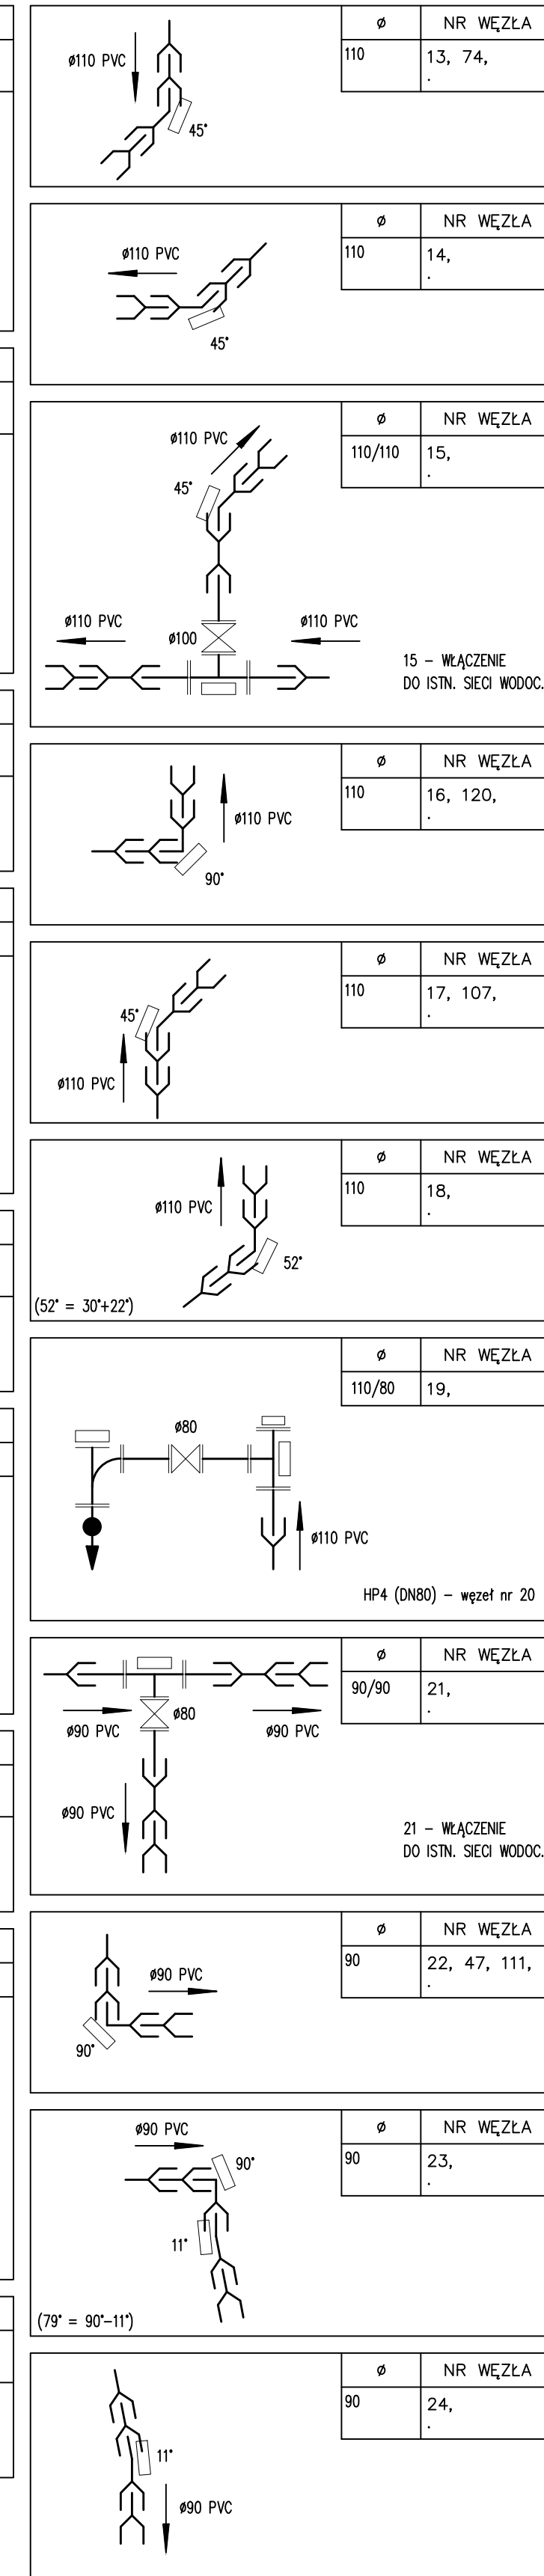 ø NR WĘZŁA
ø110 PVC
110 13, 74,
.
45°
ø NR WĘZŁA
ø110 PVC
110 14,
.
45°
ø NR WĘZŁA
ø110 PVC
110/110 15,
.
45°
ø110 PVC
ø100
ø110 PVC
15 – WŁĄCZENIE
DO ISTN. SIECI WODOC.
ø NR WĘZŁA
110 16, 120,
.
ø110 PVC
90°
ø NR WĘZŁA
110 17, 107,
.
45°
ø110 PVC
ø NR WĘZŁA
110 18,
.
ø110 PVC
52°
(52° = 30°+22°)
ø NR WĘZŁA
110/80 19,
ø80
ø110 PVC
HP4 (DN80) – węzeł nr 20
ø NR WĘZŁA
90/90 21,
.
ø80
ø90 PVC
ø90 PVC
ø90 PVC
21 – WŁĄCZENIE
DO ISTN. SIECI WODOC.
ø NR WĘZŁA
90 22, 47, 111,
.
ø90 PVC
90°
ø NR WĘZŁA
ø90 PVC
90 23,
.
90°
11°
(79° = 90°–11°)
ø NR WĘZŁA
90 24,
.
11°
ø90 PVC